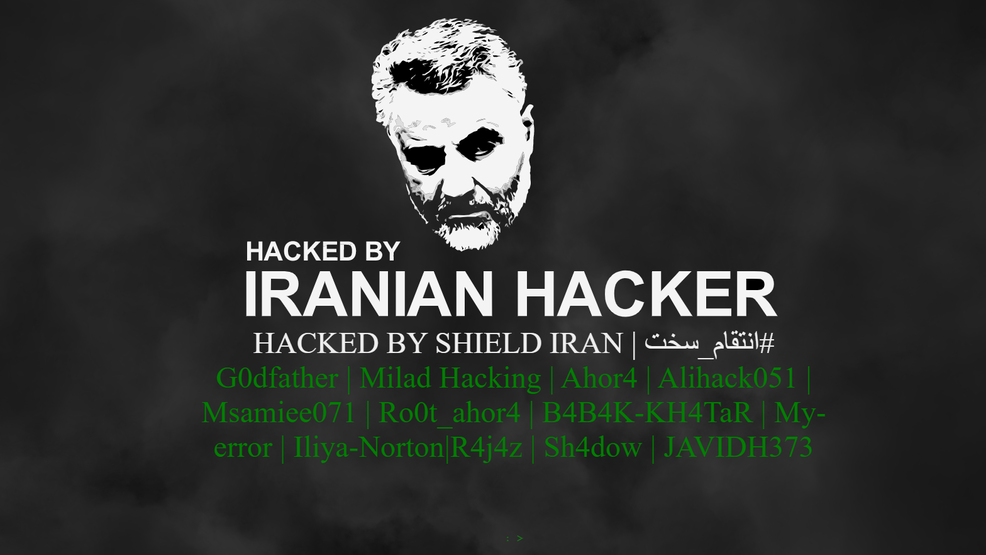 HACKED BY
IRANIAN HACKER
HACKED BY SHIELD IRAN | #انتقام_سخت
G0dfather | Milad Hacking | Ahor4 | Alihack051 |
Msamiee071 | Ro0t_ahor4 | B4B4K-KH4TaR | My-
error | Iliya-Norton|R4j4z | Sh4dow | JAVIDH373
: >